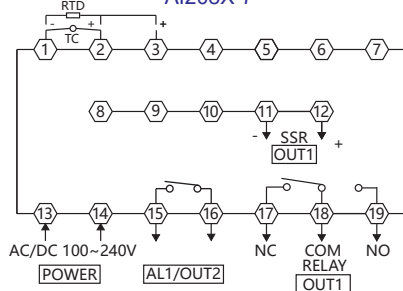 RTD
- + +
TC
1 2 3 4 5 6 7
8 9 10 11 12
- SSR +
OUT1
13 14 15 16 17 18 19
AC/DC 100~240V NC COM NO
RELAY
POWER AL1/OUT2 OUT1